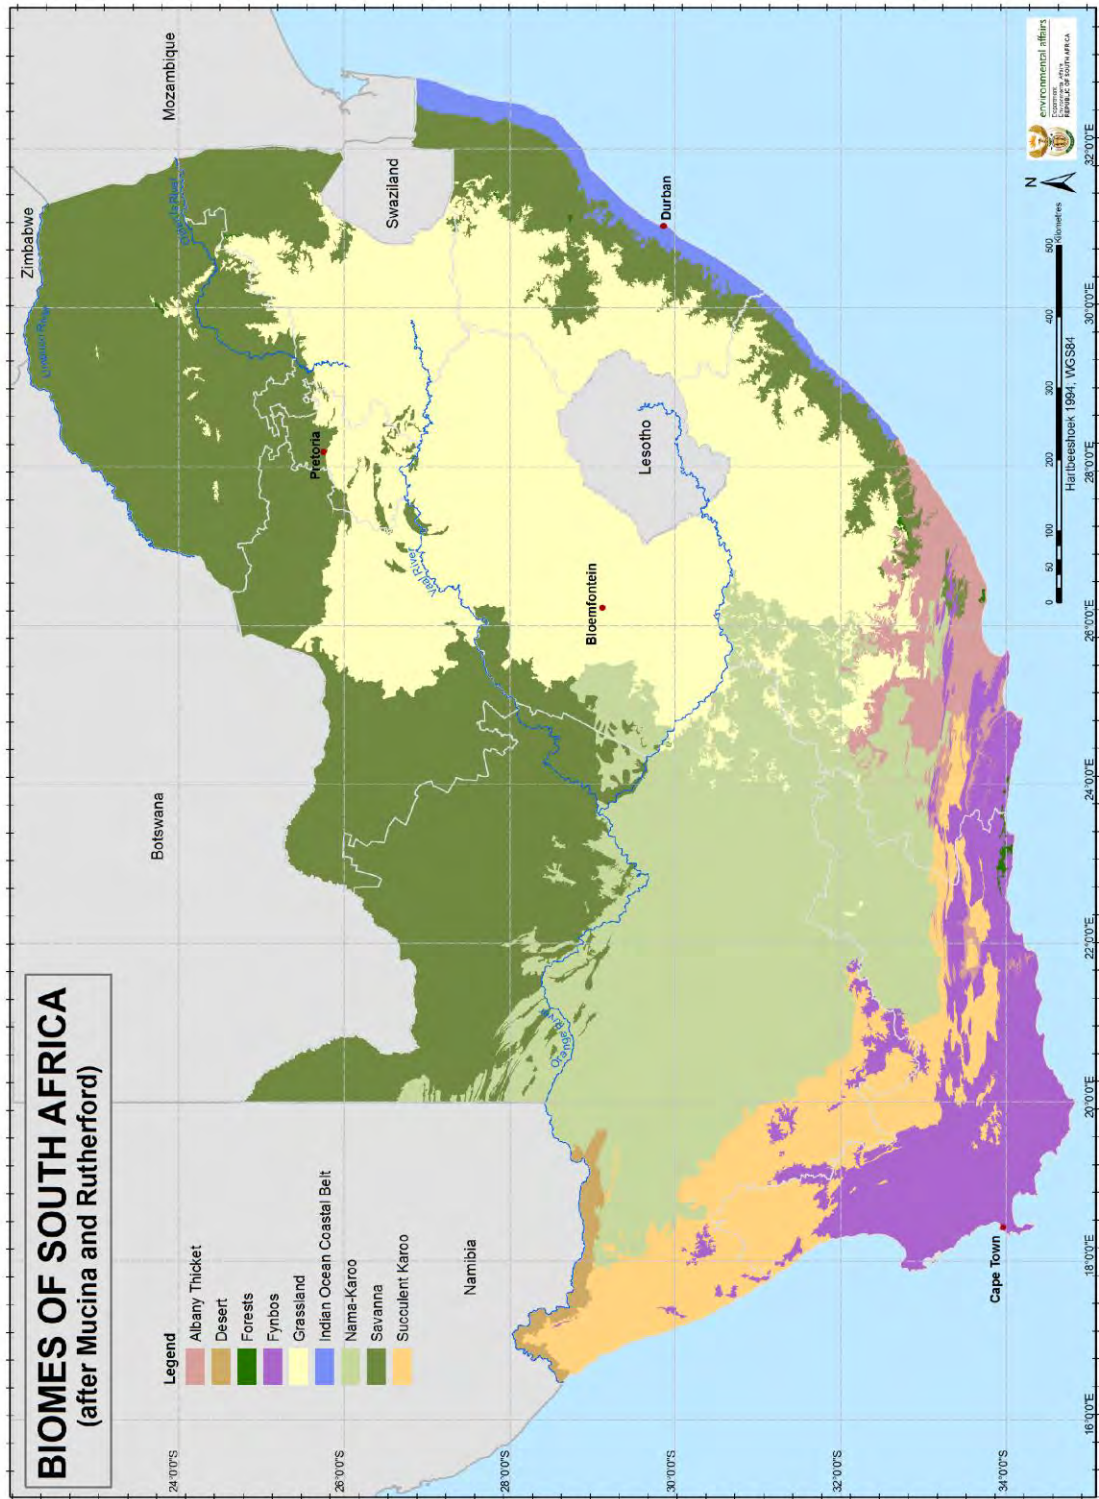 BIOMES OF SOUTH AFRICA
(after Mucina and Rutherford)
Legend
Albany Thicket
Desert
Forests
Fynbos
Grassland
Indian Ocean Coastal Belt
Nama-Karoo
Savanna
Succulent Karoo
Zimbabwe
Mozambique
Botswana
Namibia
Swaziland
Lesotho
Limpopo River
Olifants River
Vaal River
Orange River
Pretoria
Bloemfontein
Durban
Cape Town
24°0'0"S
26°0'0"S
28°0'0"S
30°0'0"S
32°0'0"S
34°0'0"S
16°0'0"E
18°0'0"E
20°0'0"E
22°0'0"E
24°0'0"E
26°0'0"E
28°0'0"E
30°0'0"E
32°0'0"E
0 50 100 200 300 400 500
Kilometres
Hartbeeshoek 1994; WGS84
N
environmental affairs
Department:
Environmental Affairs
REPUBLIC OF SOUTH AFRICA